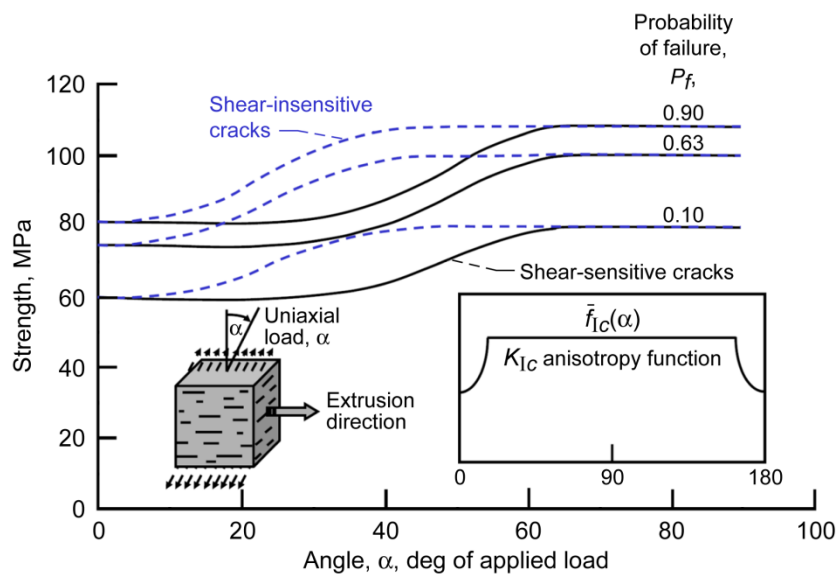 Probability
of failure,
Pf,
120
Shear-insensitive
cracks
0.90
100
0.63
80
0.10
Strength, MPa
60
Shear-sensitive cracks
α
Uniaxial
load, α
f̄Ic(α)
KIc anisotropy function
40
Extrusion
direction
20
0 90 180
0
0 20 40 60 80 100
Angle, α, deg of applied load